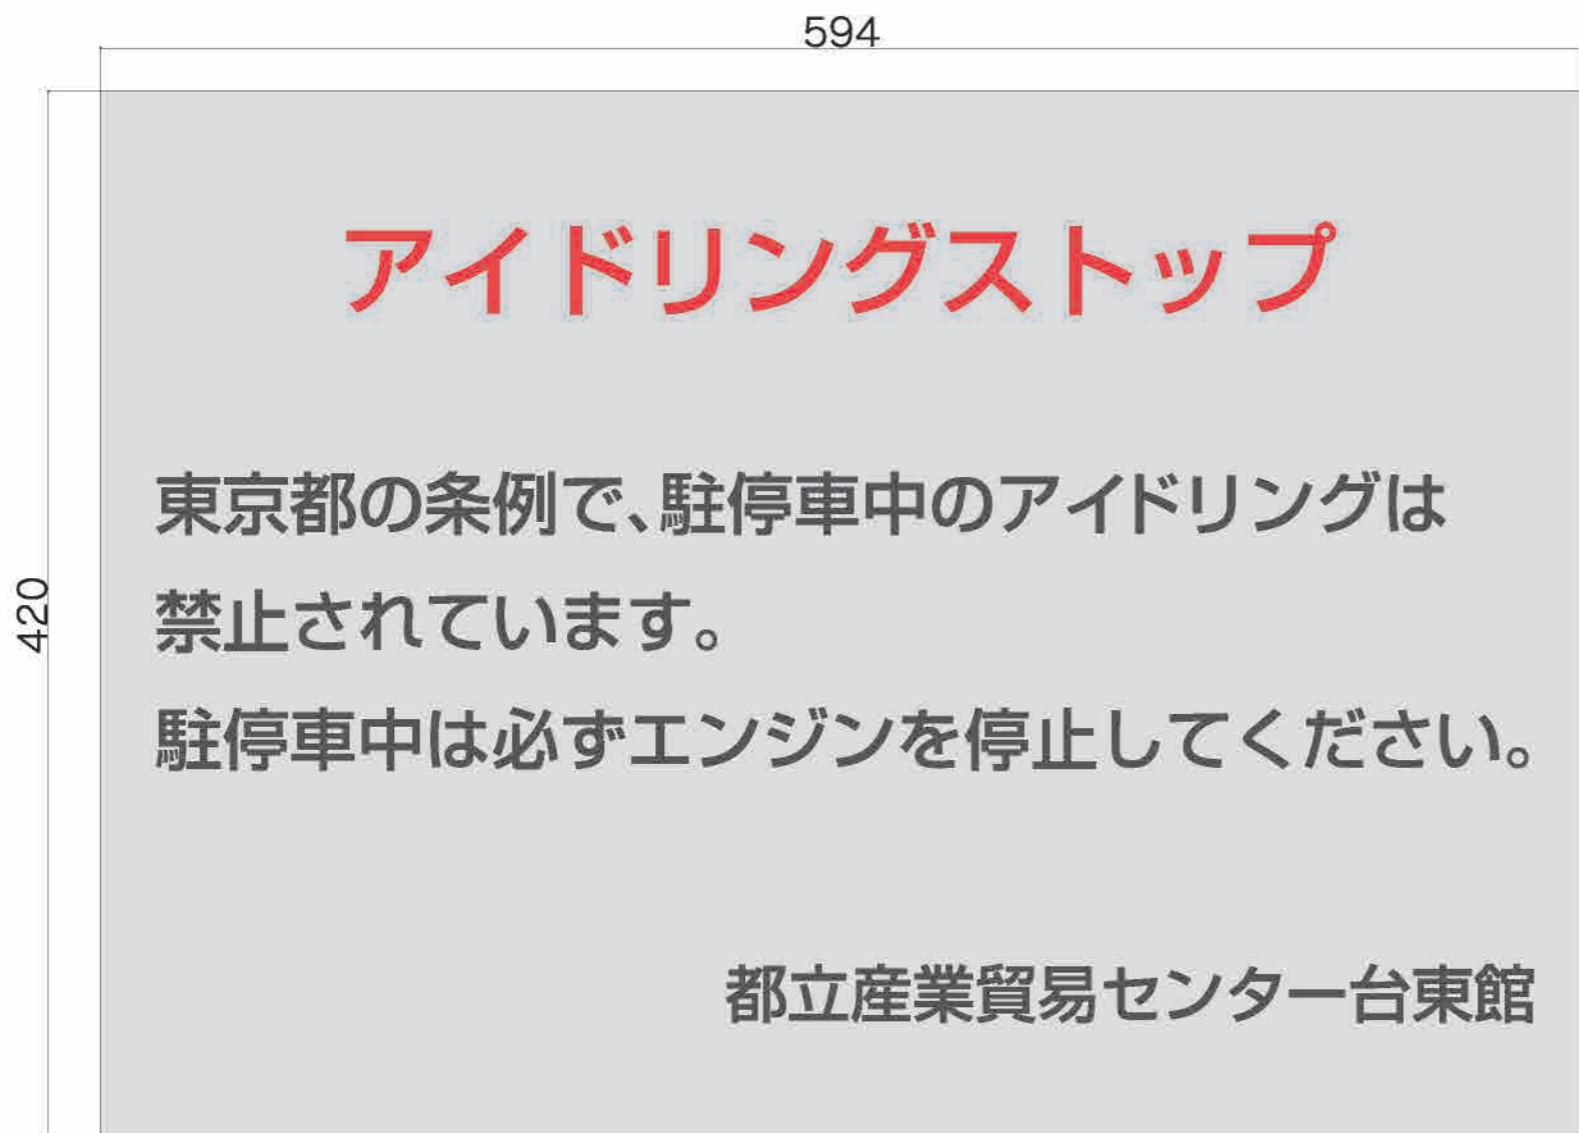 594
420
アイドリングストップ
東京都の条例で、駐停車中のアイドリングは
禁止されています。
駐停車中は必ずエンジンを停止してください。
都立産業貿易センター台東館